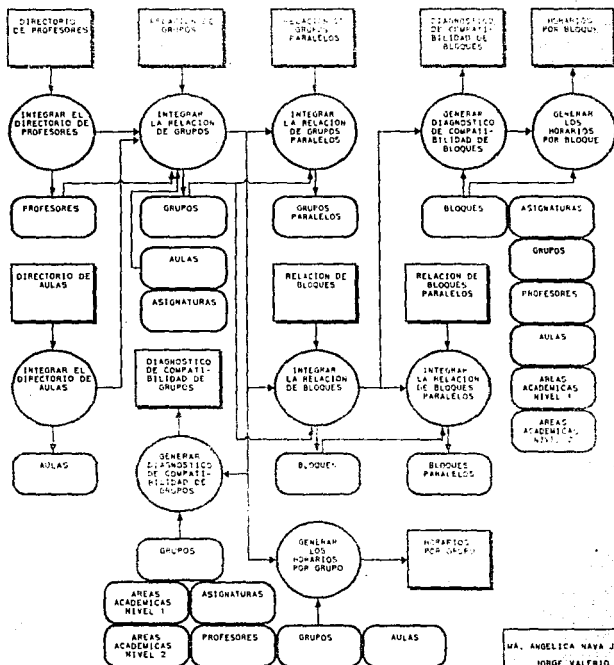 DIRECTORIO
DE PROFESORES
RELACION DE
GRUPOS
RELACION DE
GRUPOS
PARALELOS
DIAGNOSTICO
DE COMPATI-
BILIDAD DE
BLOQUES
HORARIOS
POR BLOQUE
INTEGRAR EL
DIRECTORIO DE
PROFESORES
INTEGRAR
LA RELACION
DE GRUPOS
INTEGRAR
LA RELACION
DE GRUPOS
PARALELOS
GENERAR
DIAGNOSTICO
DE COMPATI-
BILIDAD DE
BLOQUES
GENERAR
LOS
HORARIOS
POR BLOQUE
PROFESORES
GRUPOS
GRUPOS
PARALELOS
BLOQUES
ASIGNATURAS
GRUPOS
PROFESORES
AULAS
AREAS
ACADEMICAS
NIVEL 1
AREAS
ACADEMICAS
NIVEL 2
DIRECTORIO DE
AULAS
AULAS
ASIGNATURAS
RELACION DE
BLOQUES
RELACION DE
BLOQUES
PARALELOS
INTEGRAR EL
DIRECTORIO DE
AULAS
DIAGNOSTICO
DE COMPATI-
BILIDAD DE
GRUPOS
INTEGRAR
LA RELACION
DE BLOQUES
INTEGRAR
LA RELACION
DE BLOQUES
PARALELOS
AULAS
GENERAR
DIAGNOSTICO
DE COMPATI-
BILIDAD DE
GRUPOS
BLOQUES
BLOQUES
PARALELOS
GRUPOS
GENERAR
LOS
HORARIOS
POR GRUPO
HORARIOS
POR GRUPO
AREAS
ACADEMICAS
NIVEL 1
ASIGNATURAS
AREAS
ACADEMICAS
NIVEL 2
PROFESORES
GRUPOS
AULAS
MA. ANGELICA NAVA
JORGE